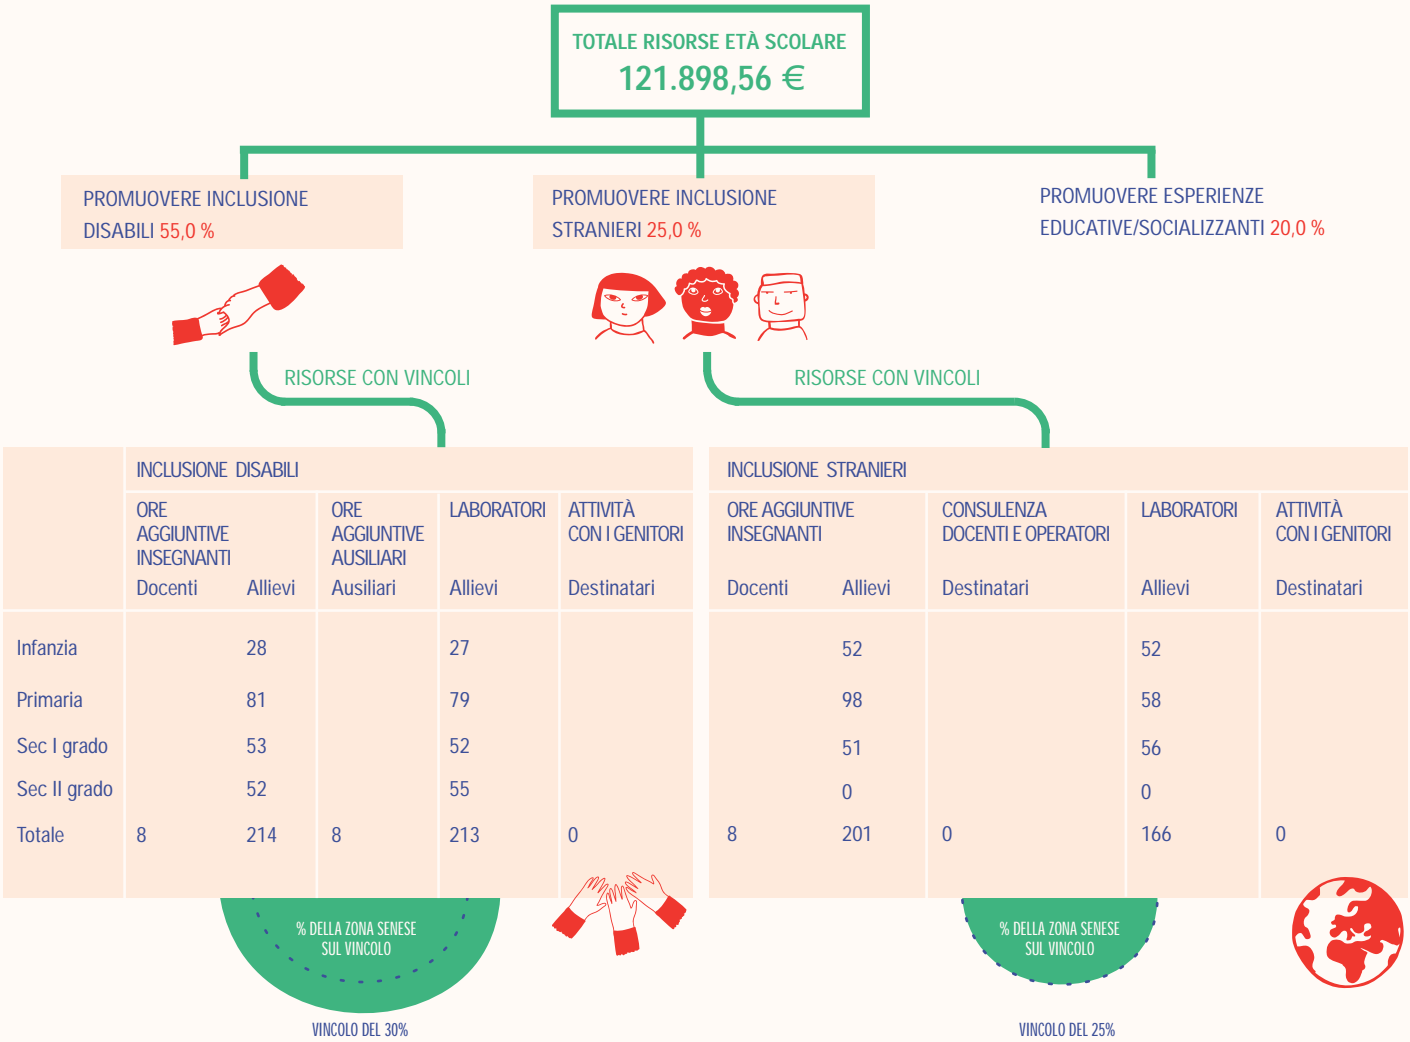 TOTALE RISORSE ETÀ SCOLARE
121.898,56 €
PROMUOVERE INCLUSIONE
DISABILI 55,0 %
PROMUOVERE INCLUSIONE
STRANIERI 25,0 %
PROMUOVERE ESPERIENZE
EDUCATIVE/SOCIALIZZANTI 20,0 %
RISORSE CON VINCOLI
RISORSE CON VINCOLI
INCLUSIONE DISABILI
ORE
AGGIUNTIVE
INSEGNANTI
ORE
AGGIUNTIVE
AUSILIARI
LABORATORI
ATTIVITÀ
CON I GENITORI
Docenti Allievi Ausiliari Allievi Destinatari
INCLUSIONE STRANIERI
ORE AGGIUNTIVE
INSEGNANTI
CONSULENZA
DOCENTI E OPERATORI
LABORATORI
ATTIVITÀ
CON I GENITORI
Docenti Allievi Destinatari Allievi Destinatari
Infanzia 28 27 52 52
Primaria 81 79 98 58
Sec I grado 53 52 51 56
Sec II grado 52 55 0 0
Totale 8 214 8 213 0 8 201 0 166 0
% DELLA ZONA SENESE
SUL VINCOLO
VINCOLO DEL 30%
% DELLA ZONA SENESE
SUL VINCOLO
VINCOLO DEL 25%